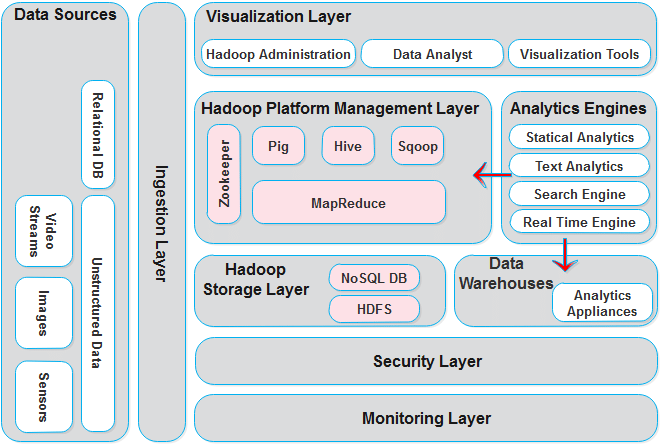 Data Sources
Relational DB
Video
Streams
Images
Sensors
Unstructured Data
Ingestion Layer
Visualization Layer
Hadoop Administration
Data Analyst
Visualization Tools
Hadoop Platform Management Layer
Zookeeper
Pig
Hive
Sqoop
MapReduce
Analytics Engines
Statical Analytics
Text Analytics
Search Engine
Real Time Engine
Hadoop
Storage Layer
NoSQL DB
HDFS
Data
Warehouses
Analytics
Appliances
Security Layer
Monitoring Layer